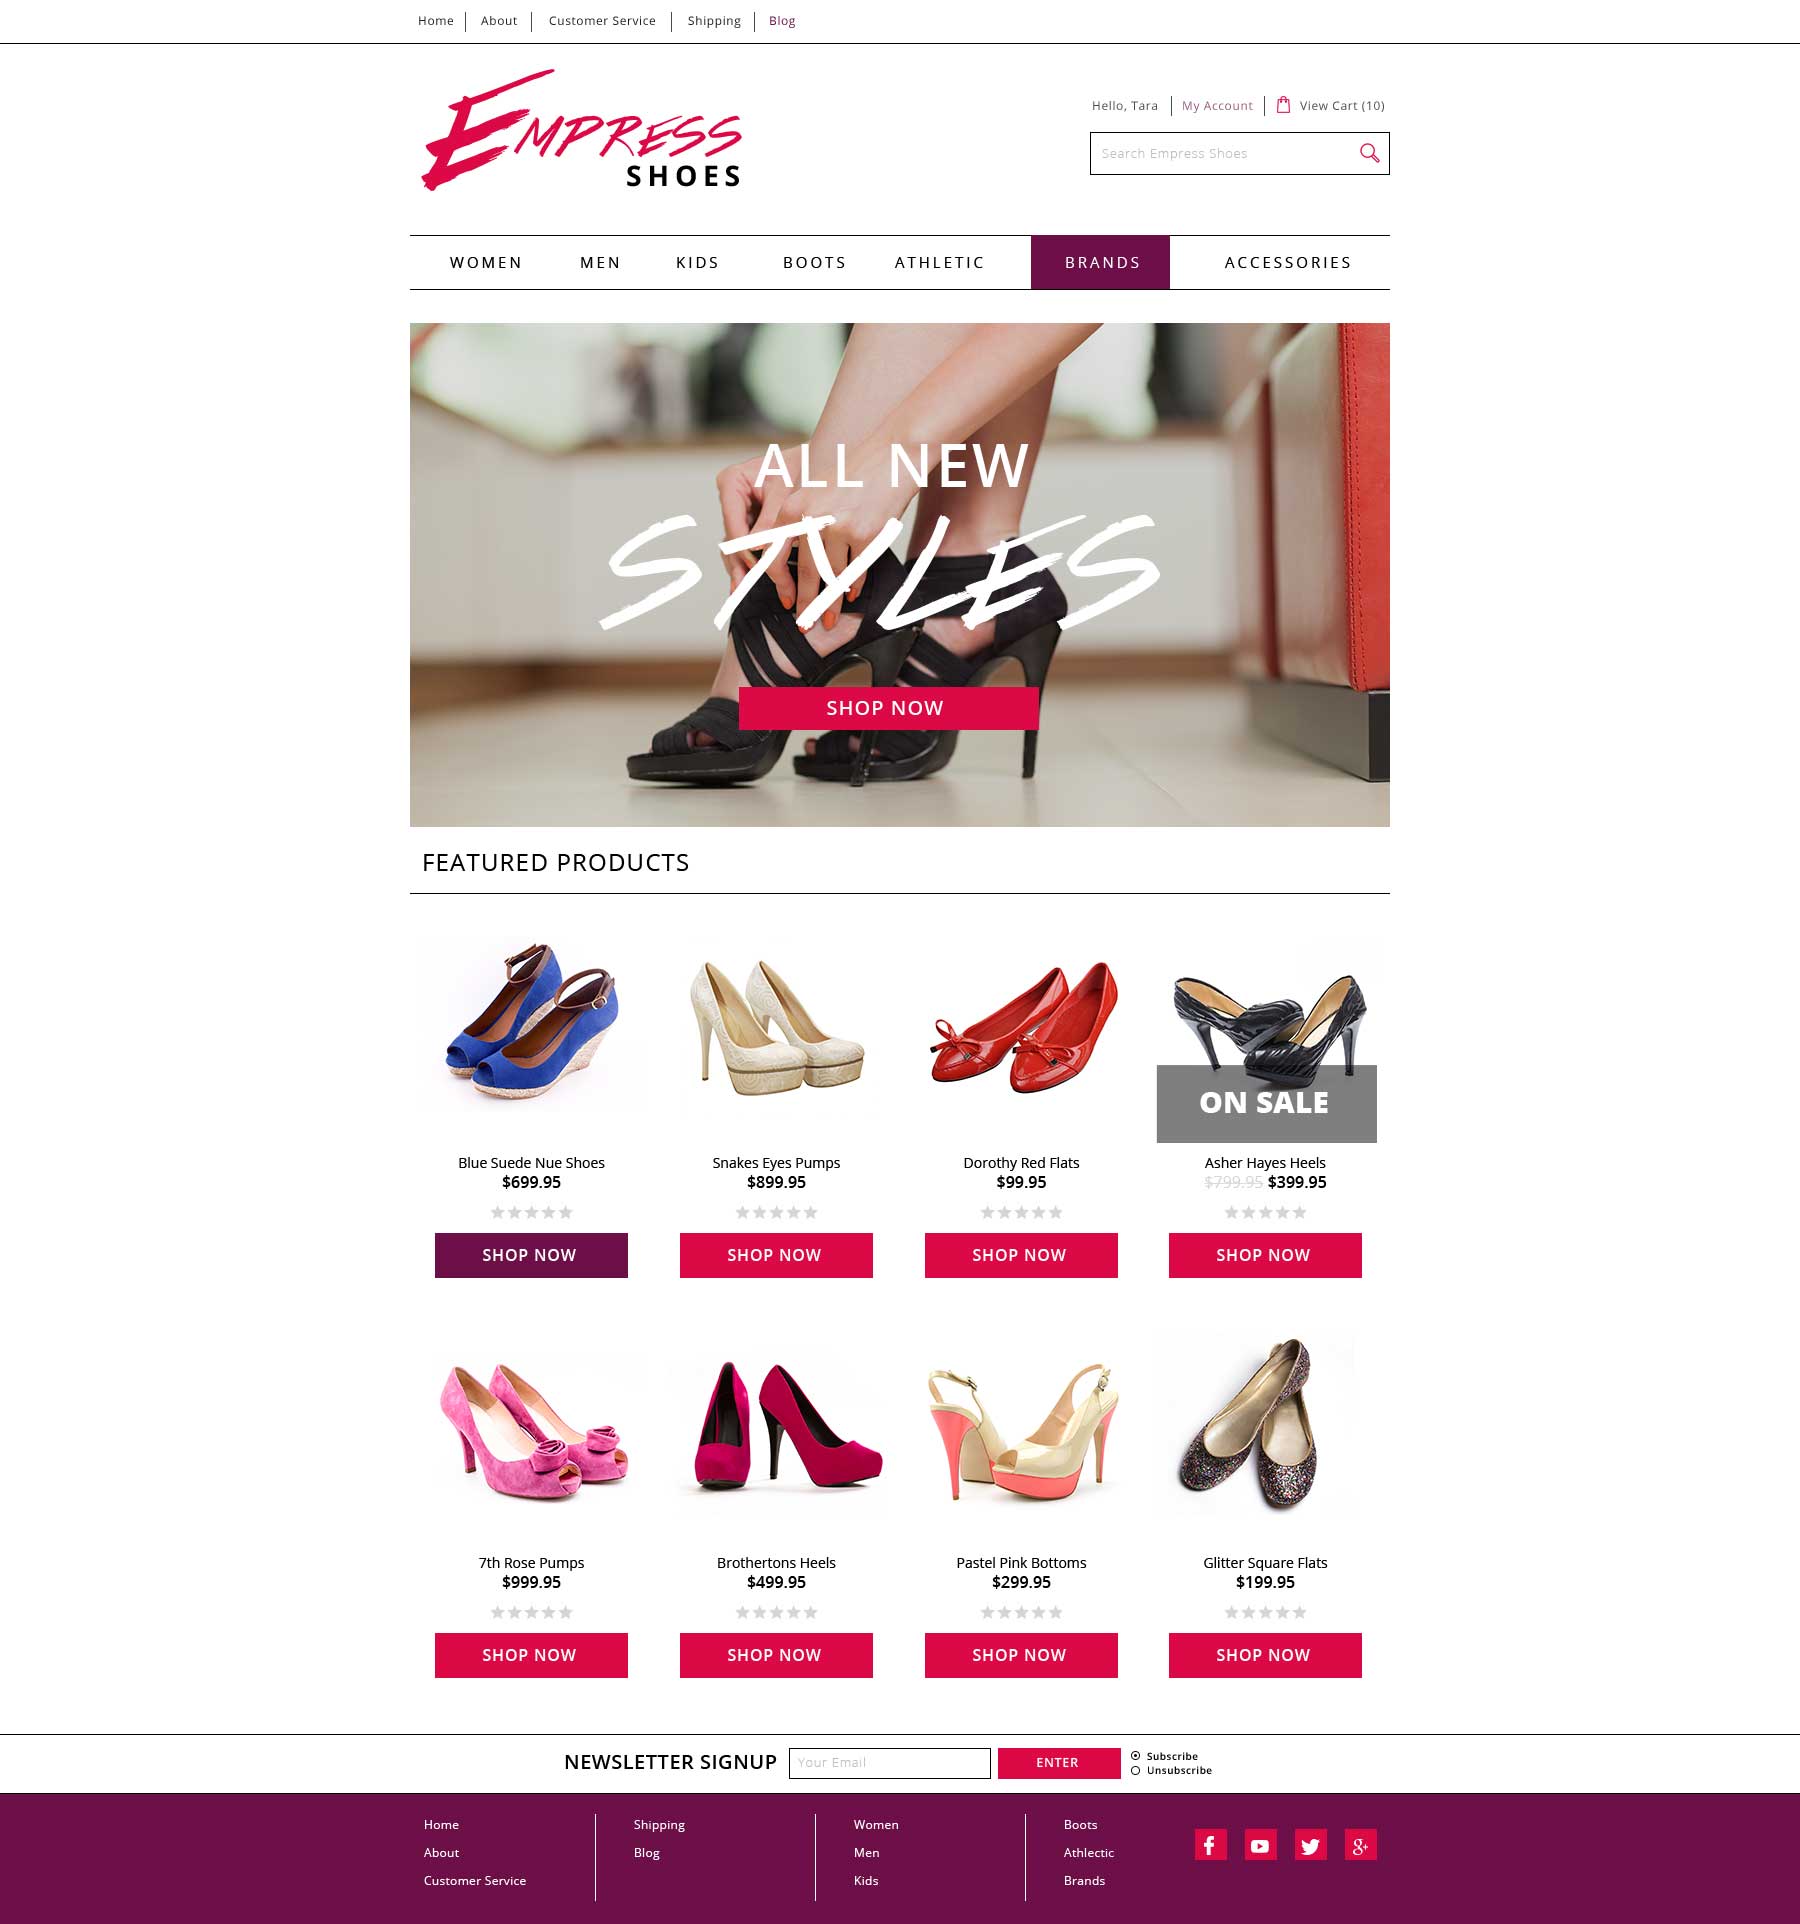 Home About Customer Service Shipping Blog
EMPRESS
SHOES
Hello, Tara My Account View Cart (10)
Search Empress Shoes
WOMEN MEN KIDS BOOTS ATHLETIC BRANDS ACCESSORIES
ALL NEW
STYLES
SHOP NOW
FEATURED PRODUCTS
ON SALE
Blue Suede Nue Shoes Snakes Eyes Pumps Dorothy Red Flats Asher Hayes Heels
$699.95 $899.95 $99.95 $799.95 $399.95
SHOP NOW SHOP NOW SHOP NOW SHOP NOW
7th Rose Pumps Brothertons Heels Pastel Pink Bottoms Glitter Square Flats
$999.95 $499.95 $299.95 $199.95
SHOP NOW SHOP NOW SHOP NOW SHOP NOW
NEWSLETTER SIGNUP Your Email ENTER Subscribe
Unsubscribe
Home Shipping Women Boots
About Blog Men Athlectic
Customer Service Kids Brands